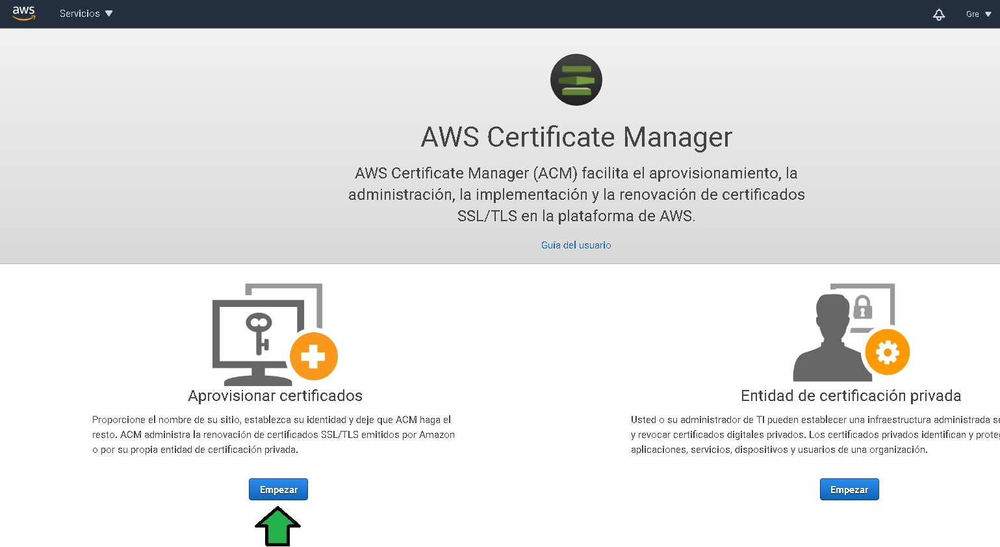 aws
Servicios
Gre
AWS Certificate Manager
AWS Certificate Manager (ACM) facilita el aprovisionamiento, la
administración, la implementación y la renovación de certificados
SSL/TLS en la plataforma de AWS.
Guía del usuario
Aprovisionar certificados
Proporcione el nombre de su sitio, establezca su identidad y deje que ACM haga el
resto. ACM administra la renovación de certificados SSL/TLS emitidos por Amazon
o por su propia entidad de certificación privada.
Empezar
Entidad de certificación privada
Usted o su administrador de TI pueden establecer una infraestructura administrada
y revocar certificados digitales privados. Los certificados privados identifican y
aplicaciones, servicios, dispositivos y usuarios de una organización.
Empezar